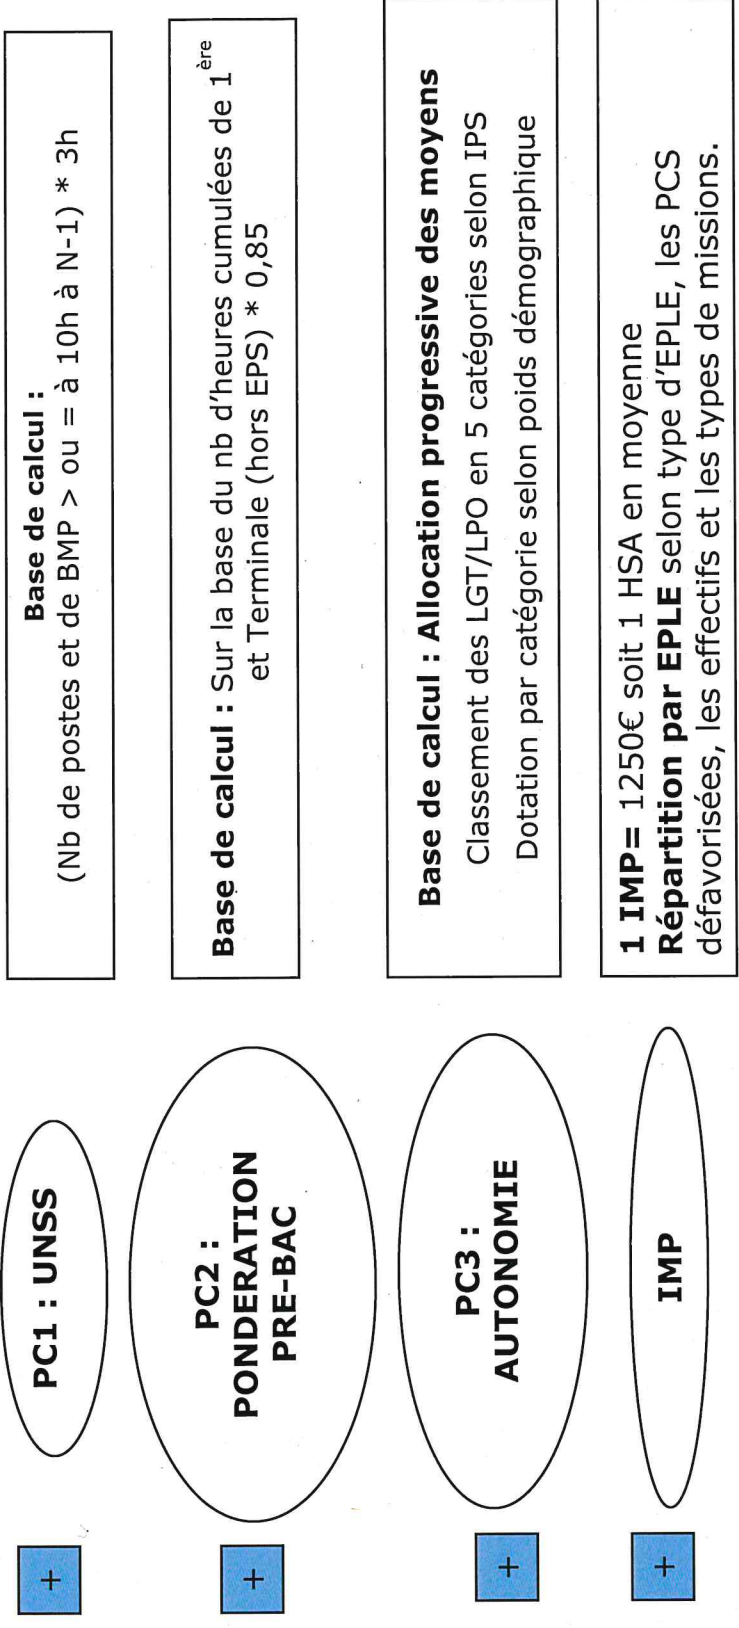 +
PC1 : UNSS
Base de calcul :
(Nb de postes et de BMP > ou = à 10h à N-1) * 3h
+
PC2 :
PONDERATION
PRE-BAC
Base de calcul : Sur la base du nb d'heures cumulées de 1ère
et Terminale (hors EPS) * 0,85
+
PC3 :
AUTONOMIE
Base de calcul : Allocation progressive des moyens
Classement des LGT/LPO en 5 catégories selon IPS
Dotation par catégorie selon poids démographique
+
IMP
1 IMP= 1250€ soit 1 HSA en moyenne
Répartition par EPLE selon type d'EPLE, les PCS
défavorisées, les effectifs et les types de missions.